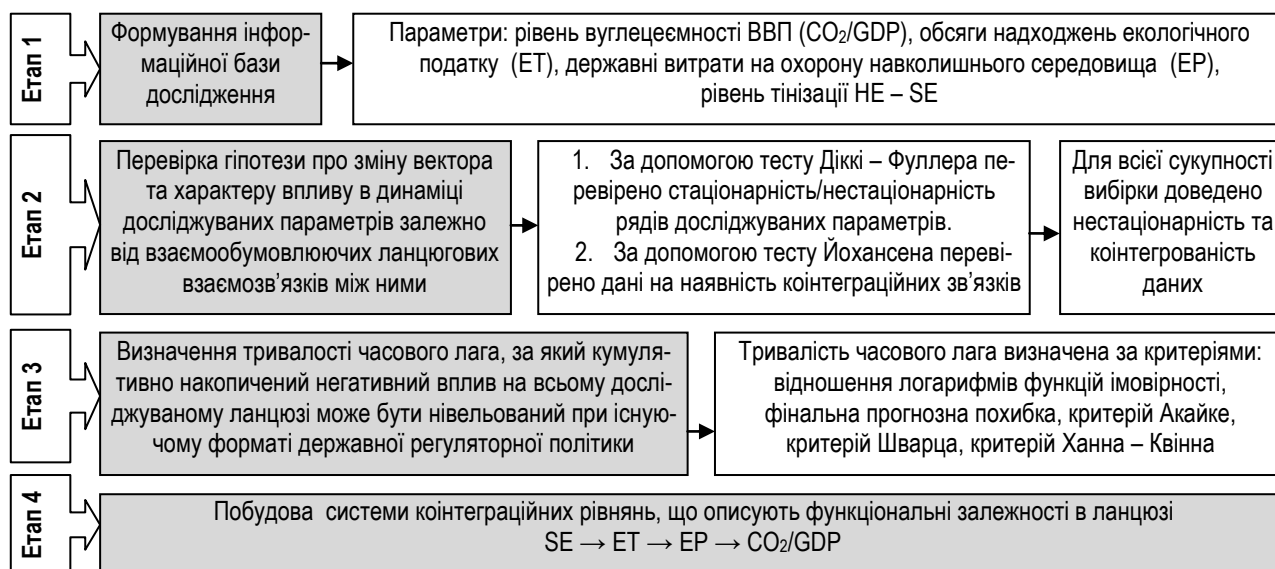 Етап 1
Формування інфор-
маційної бази
дослідження
Параметри: рівень вуглецеємності ВВП (CO2/GDP), обсяги надходжень екологічного
податку (ET), державні витрати на охорону навколишнього середовища (EP),
рівень тінізації НЕ – SE
Етап 2
Перевірка гіпотези про зміну вектора
та характеру впливу в динаміці
досліджуваних параметрів залежно
від взаємообумовлюючих ланцюгових
взаємозв’язків між ними
1. За допомогою тесту Діккі – Фуллера пе-
ревірено стаціонарність/нестаціонарність
рядів досліджуваних параметрів.
2. За допомогою тесту Йохансена переві-
рено дані на наявність коінтеграційних зв’язків
Для всієї сукупності
вибірки доведено
нестаціонарність та
коінтегрованість
даних
Етап 3
Визначення тривалості часового лага, за який кумуля-
тивно накопичений негативний вплив на всьому дослі-
джуваному ланцюзі може бути нівельований при існую-
чому форматі державної регуляторної політики
Тривалість часового лага визначена за критеріями:
відношення логарифмів функцій імовірності,
фінальна прогнозна похибка, критерій Акайке,
критерій Шварца, критерій Ханна – Квінна
Етап 4
Побудова системи коінтеграційних рівнянь, що описують функціональні залежності в ланцюзі
SE → ET → EP → CO2/GDP